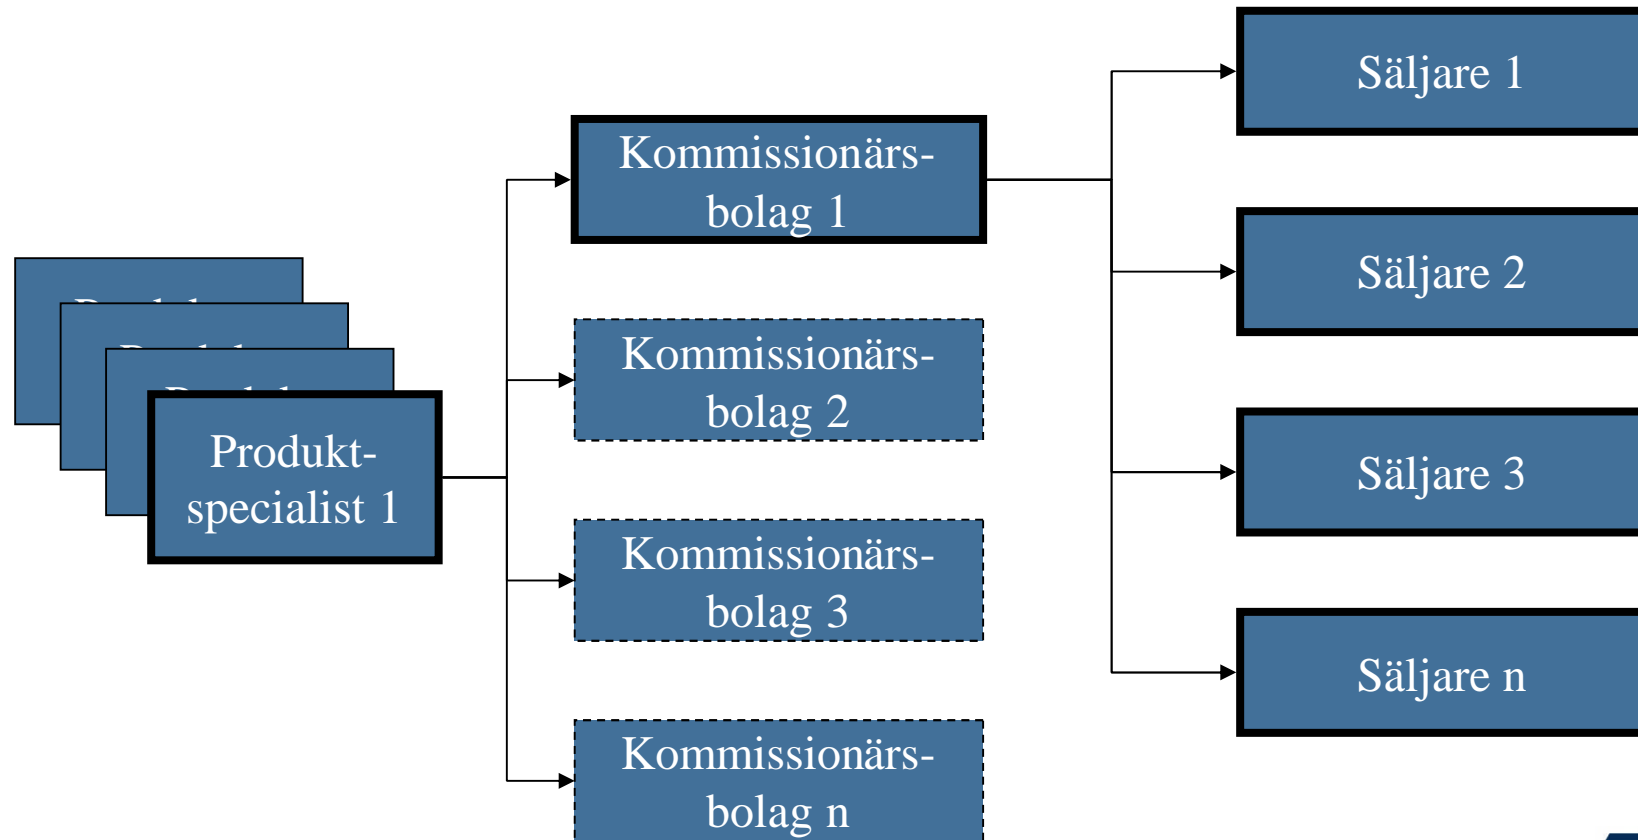 Produkt-
specialist 1
Kommissionärs-
bolag 1
Kommissionärs-
bolag 2
Kommissionärs-
bolag 3
Kommissionärs-
bolag n
Säljare 1
Säljare 2
Säljare 3
Säljare n